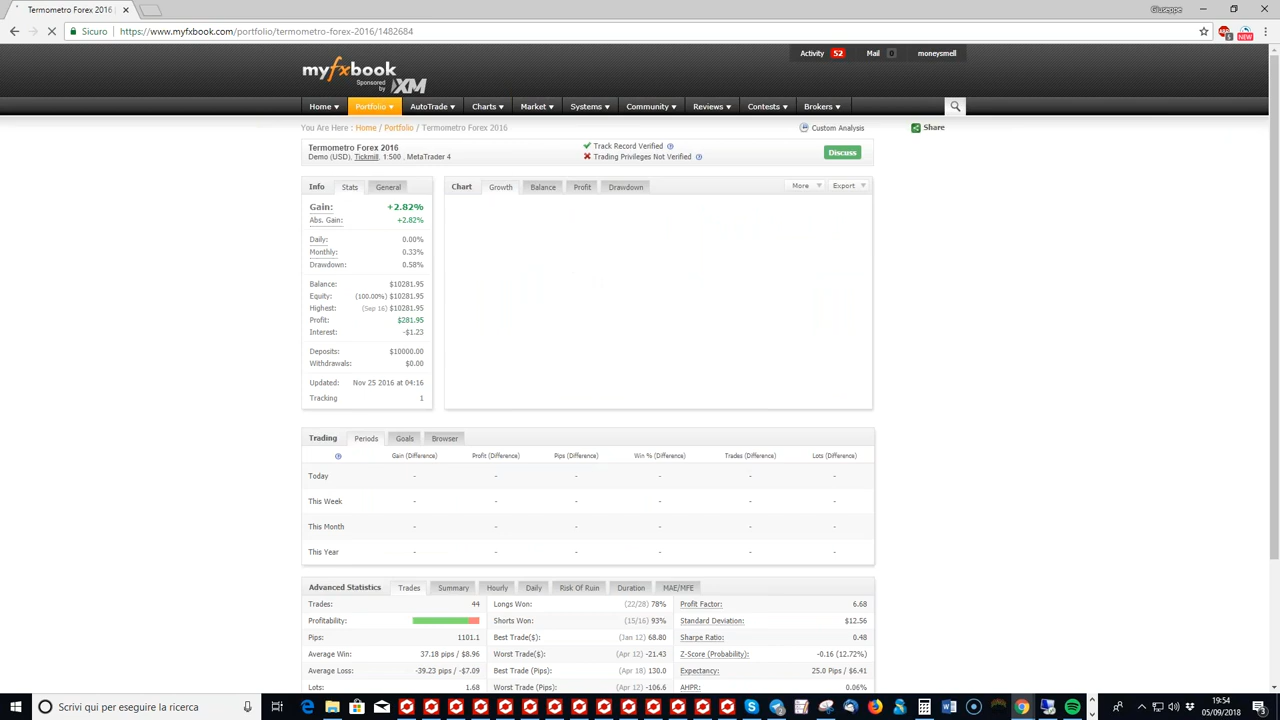 Termometro Forex 2016 |
Giuseppe
Sicuro | https://www.myfxbook.com/portfolio/termometro-forex-2016/1482684
5
NEW
Activity 52 Mail 0 moneysmell
myfxbook
Sponsored by XM
Home Portfolio AutoTrade Charts Market Systems Community Reviews Contests Brokers
You Are Here : Home / Portfolio / Termometro Forex 2016
Custom Analysis
Share
Termometro Forex 2016
Demo (USD), Tickmill, 1:500 , MetaTrader 4
Track Record Verified
Trading Privileges Not Verified
Discuss
Info Stats General
Gain: +2.82%
Abs. Gain: +2.82%
Daily: 0.00%
Monthly: 0.33%
Drawdown: 0.58%
Balance: $10281.95
Equity: (100.00%) $10281.95
Highest: (Sep 16) $10281.95
Profit: $281.95
Interest: -$1.23
Deposits: $10000.00
Withdrawals: $0.00
Updated: Nov 25 2016 at 04:16
Tracking 1
Chart Growth Balance Profit Drawdown More Export
Trading Periods Goals Browser
Gain (Difference) Profit (Difference) Pips (Difference) Win % (Difference) Trades (Difference) Lots (Difference)
Today - - - - - -
This Week - - - - - -
This Month - - - - - -
This Year - - - - - -
Advanced Statistics Trades Summary Hourly Daily Risk Of Ruin Duration MAE/MFE
Trades: 44 Longs Won: (22/28) 78% Profit Factor: 6.68
Profitability: Shorts Won: (15/16) 93% Standard Deviation: $12.56
Pips: 1101.1 Best Trade($): (Jan 12) 68.80 Sharpe Ratio: 0.48
Average Win: 37.18 pips / $8.96 Worst Trade($): (Apr 12) -21.43 Z-Score (Probability): -0.16 (12.72%)
Average Loss: -39.23 pips / -$7.09 Best Trade (Pips): (Apr 18) 130.0 Expectancy: 25.0 Pips / $6.41
Lots: 1.68 Worst Trade (Pips): (Apr 12) -106.6 AHPR: 0.06%
Scrivi qui per eseguire la ricerca
19:54
05/09/2018